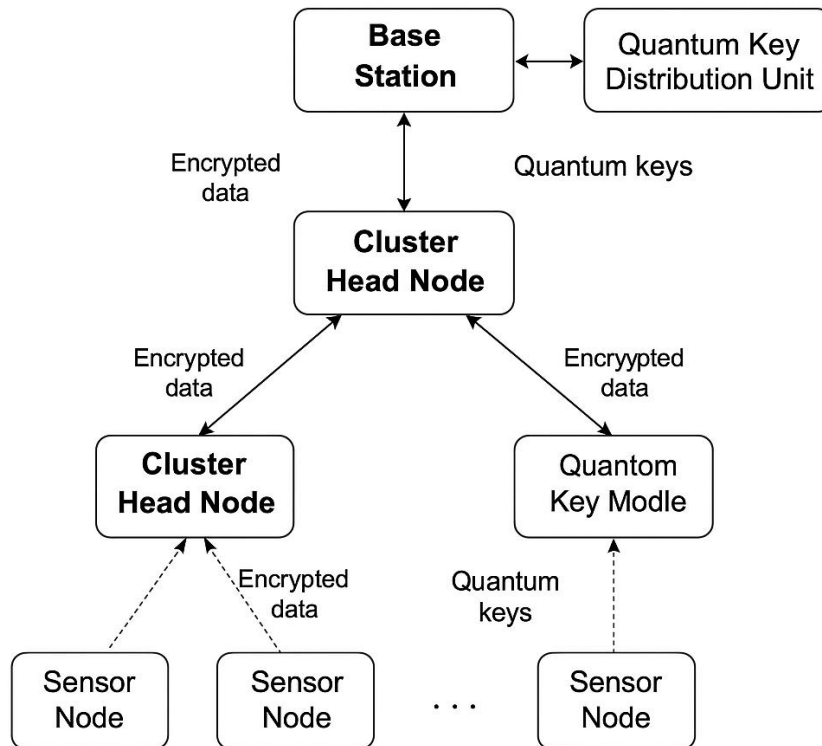 Base
Station
Quantum Key
Distribution Unit
Encrypted
data
Quantum keys
Cluster
Head Node
Encrypted
data
Encryypted
data
Cluster
Head Node
Quantom
Key Modle
Encrypted
data
Quantum
keys
Sensor
Node
Sensor
Node
. . .
Sensor
Node